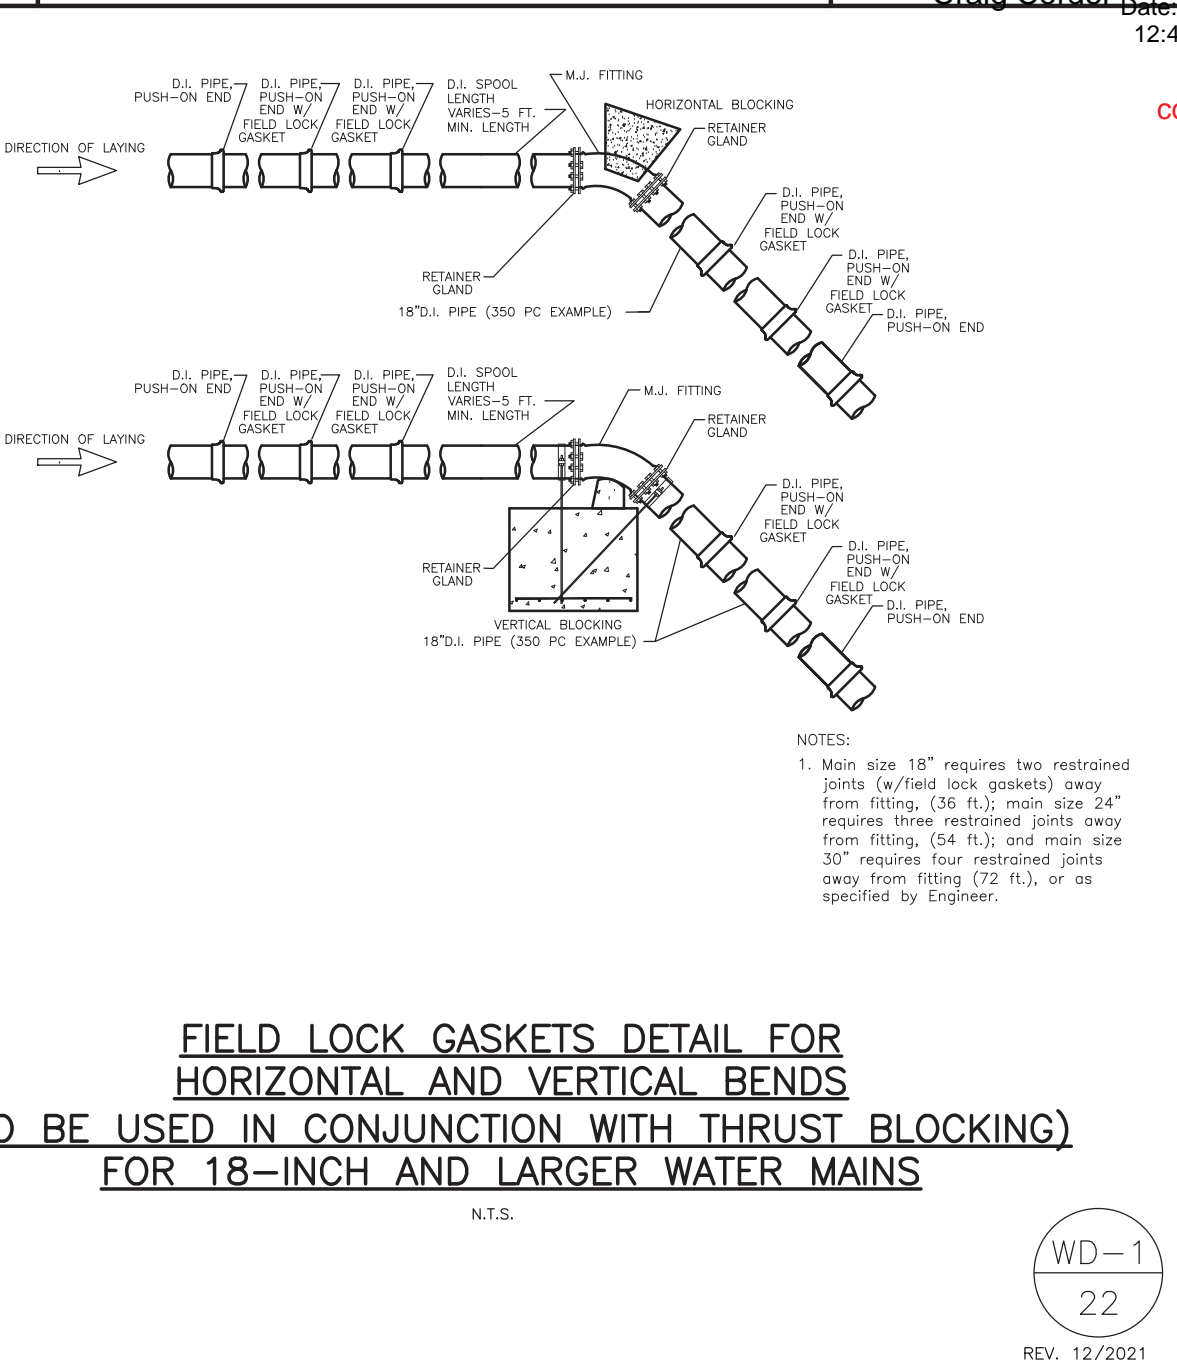 Date:
12:4
D.I. PIPE,
PUSH-ON END
D.I. PIPE,
PUSH-ON
END W/
FIELD LOCK
GASKET
D.I. PIPE,
PUSH-ON
END W/
FIELD LOCK
GASKET
D.I. SPOOL
LENGTH
VARIES-5 FT.
MIN. LENGTH
M.J. FITTING
HORIZONTAL BLOCKING
RETAINER
GLAND
DIRECTION OF LAYING
D.I. PIPE,
PUSH-ON
END W/
FIELD LOCK
GASKET
D.I. PIPE,
PUSH-ON
END W/
FIELD LOCK
GASKET
D.I. PIPE,
PUSH-ON END
RETAINER
GLAND
18"D.I. PIPE (350 PC EXAMPLE)
D.I. PIPE,
PUSH-ON END
D.I. PIPE,
PUSH-ON
END W/
FIELD LOCK
GASKET
D.I. PIPE,
PUSH-ON
END W/
FIELD LOCK
GASKET
D.I. SPOOL
LENGTH
VARIES-5 FT.
MIN. LENGTH
M.J. FITTING
RETAINER
GLAND
DIRECTION OF LAYING
D.I. PIPE,
PUSH-ON
END W/
FIELD LOCK
GASKET
D.I. PIPE,
PUSH-ON
END W/
FIELD LOCK
GASKET
D.I. PIPE,
PUSH-ON END
RETAINER
GLAND
VERTICAL BLOCKING
18"D.I. PIPE (350 PC EXAMPLE)
NOTES:
1. Main size 18" requires two restrained
joints (w/field lock gaskets) away
from fitting, (36 ft.); main size 24"
requires three restrained joints away
from fitting, (54 ft.); and main size
30" requires four restrained joints
away from fitting (72 ft.), or as
specified by Engineer.
FIELD LOCK GASKETS DETAIL FOR
HORIZONTAL AND VERTICAL BENDS
O BE USED IN CONJUNCTION WITH THRUST BLOCKING)
FOR 18-INCH AND LARGER WATER MAINS
N.T.S.
WD-1
22
REV. 12/2021